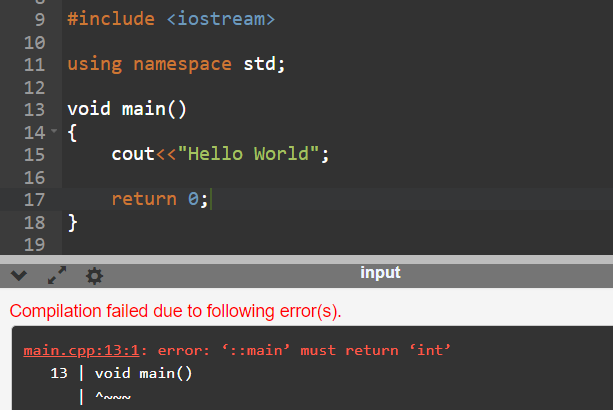 9 #include <iostream>
10
11 using namespace std;
12
13 void main()
14 {
15 cout<<"Hello World";
16
17 return 0;
18 }
19
input
Compilation failed due to following error(s).
main.cpp:13:1: error: ‘::main’ must return ‘int’
13 | void main()
| ^~~~